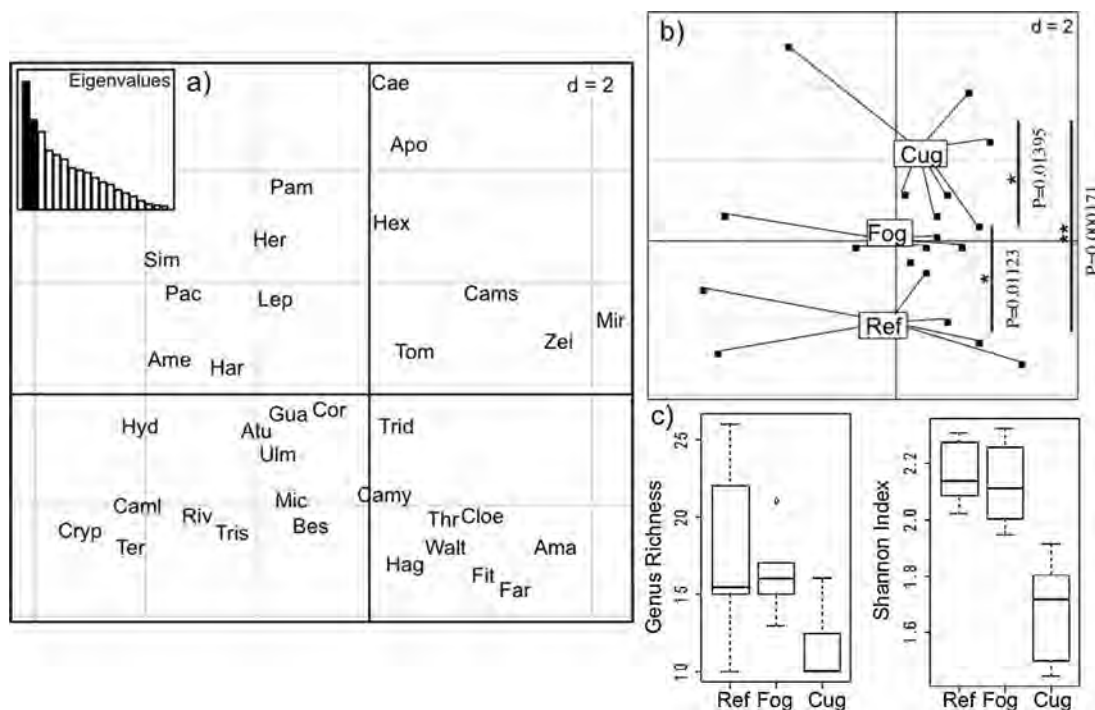 Eigenvalues
a)
d = 2
Cae
Apo
Pam
Hex
Her
Sim
Pac
Lep
Cams
Mir
Zel
Tom
Ame
Har
Gua
Cor
Hyd
Atu
Trid
Ulm
Caml
Mic
Camy
Riv
Bes
Thr
Cloe
Cryp
Tris
Ter
Walt
Ama
Hag
Fit
Far
b)
d = 2
Cug
Fog
Ref
*
P=0.01395
*
P=0.01123
**
P=0.000171
c)
Genus Richness
25
20
15
10
Ref Fog Cug
Shannon Index
2.2
2.0
1.8
1.6
Ref Fog Cug